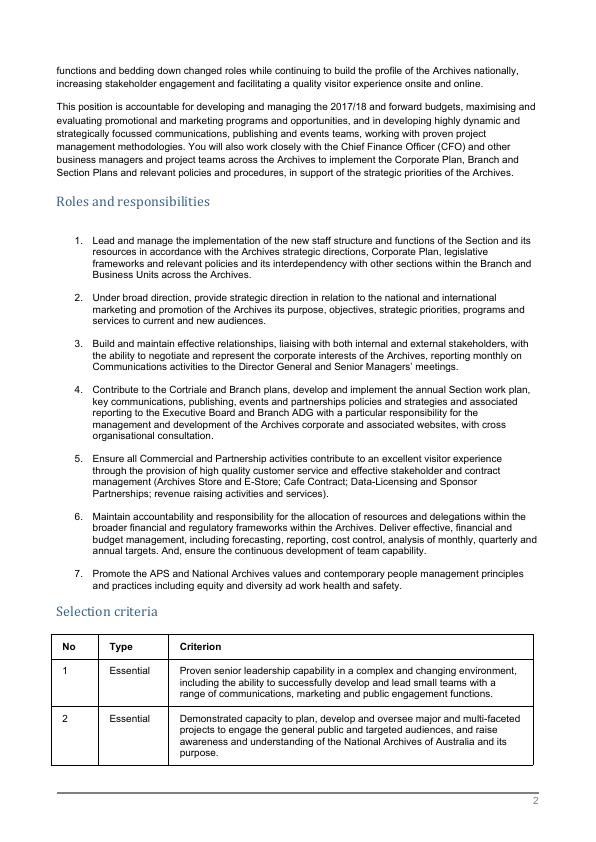 functions and bedding down changed roles while continuing to build the profile of the Archives nationally,
increasing stakeholder engagement and facilitating a quality visitor experience onsite and online.
This position is accountable for developing and managing the 2017/18 and forward budgets, maximising and
evaluating promotional and marketing programs and opportunities, and in developing highly dynamic and
strategically focussed communications, publishing and events teams, working with proven project
management methodologies. You will also work closely with the Chief Finance Officer (CFO) and other
business managers and project teams across the Archives to implement the Corporate Plan, Branch and
Section Plans and relevant policies and procedures, in support of the strategic priorities of the Archives.
Roles and responsibilities
1. Lead and manage the implementation of the new staff structure and functions of the Section and its
resources in accordance with the Archives strategic directions, Corporate Plan, legislative
frameworks and relevant policies and its interdependency with other sections within the Branch and
Business Units across the Archives.
2. Under broad direction, provide strategic direction in relation to the national and international
marketing and promotion of the Archives its purpose, objectives, strategic priorities, programs and
services to current and new audiences.
3. Build and maintain effective relationships, liaising with both internal and external stakeholders, with
the ability to negotiate and represent the corporate interests of the Archives, reporting monthly on
Communications activities to the Director General and Senior Managers' meetings.
4. Contribute to the Cortriale and Branch plans, develop and implement the annual Section work plan,
key communications, publishing, events and partnerships policies and strategies and associated
reporting to the Executive Board and Branch ADG with a particular responsibility for the
management and development of the Archives corporate and associated websites, with cross
organisational consultation.
5. Ensure all Commercial and Partnership activities contribute to an excellent visitor experience
through the provision of high quality customer service and effective stakeholder and contract
management (Archives Store and E-Store; Cafe Contract; Data-Licensing and Sponsor
Partnerships; revenue raising activities and services).
6. Maintain accountability and responsibility for the allocation of resources and delegations within the
broader financial and regulatory frameworks within the Archives. Deliver effective, financial and
budget management, including forecasting, reporting, cost control, analysis of monthly, quarterly and
annual targets. And, ensure the continuous development of team capability.
7. Promote the APS and National Archives values and contemporary people management principles
and practices including equity and diversity ad work health and safety.
Selection criteria
No Type Criterion
1 Essential Proven senior leadership capability in a complex and changing environment,
including the ability to successfully develop and lead small teams with a
range of communications, marketing and public engagement functions.
2 Essential Demonstrated capacity to plan, develop and oversee major and multi-faceted
projects to engage the general public and targeted audiences, and raise
awareness and understanding of the National Archives of Australia and its
purpose.
2